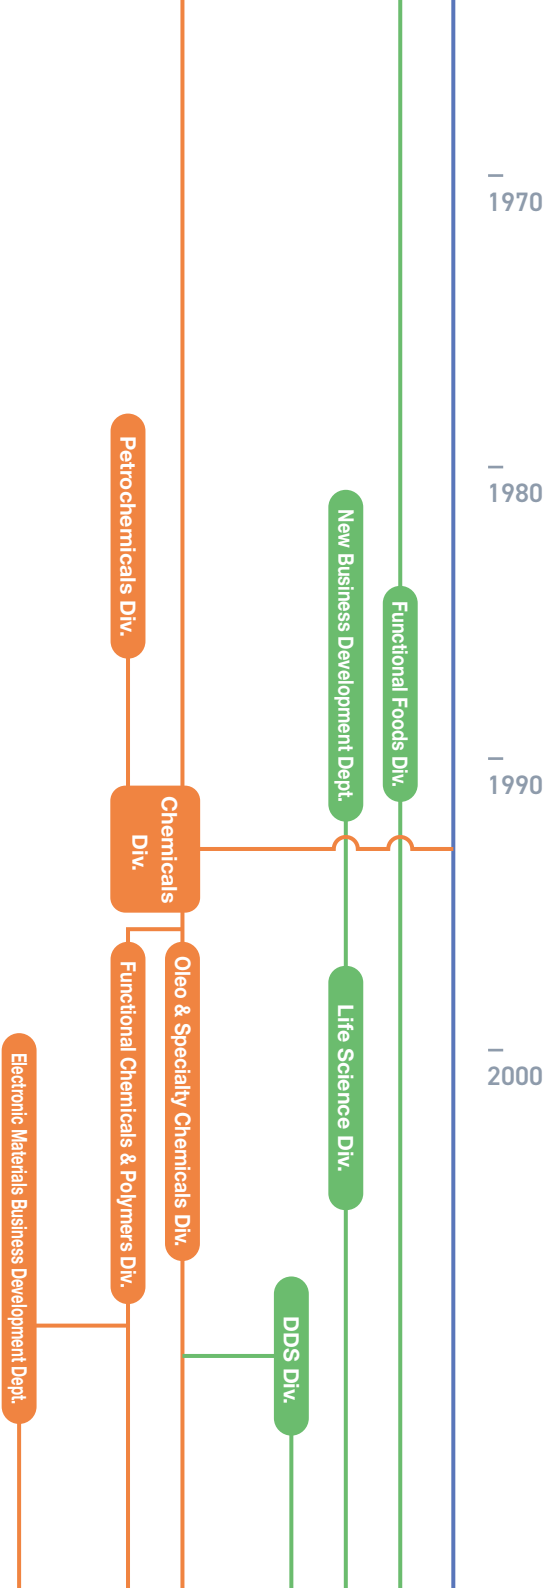 1970
1980
1990
2000
Petrochemicals Div.
New Business Development Dept.
Functional Foods Div.
Chemicals
Div.
Oleo & Specialty Chemicals Div.
Functional Chemicals & Polymers Div.
Life Science Div.
Electronic Materials Business Development Dept.
DDS Div.